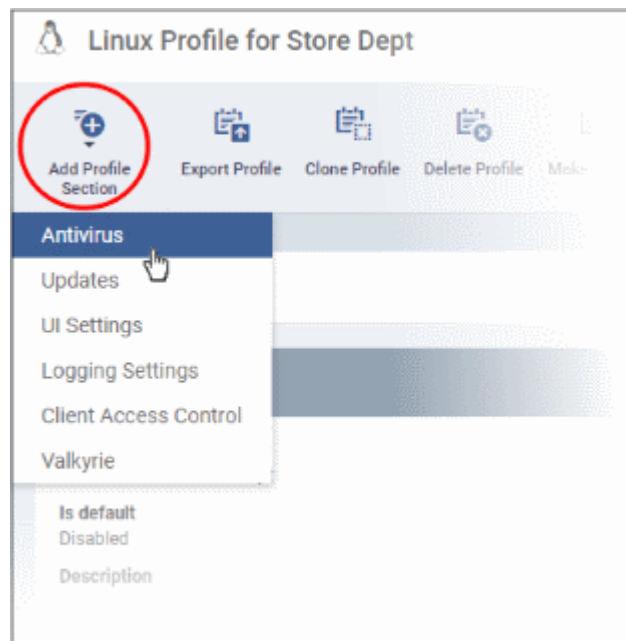 Linux Profile for Store Dept
Add Profile Section
Export Profile
Clone Profile
Delete Profile
Antivirus
Updates
UI Settings
Logging Settings
Client Access Control
Valkyrie
Is default
Disabled
Description